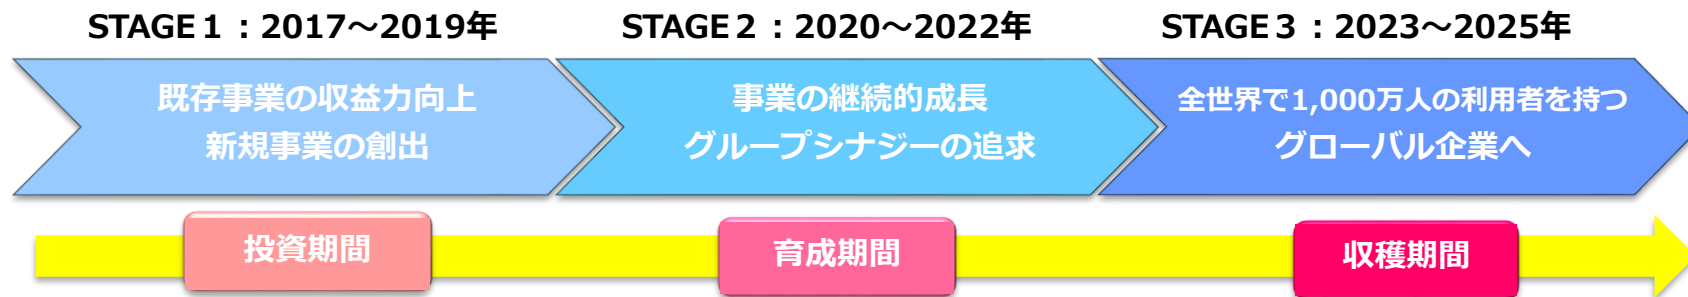 STAGE１：2017～2019年
STAGE２：2020～2022年
STAGE３：2023～2025年
既存事業の収益力向上
新規事業の創出
事業の継続的成長
グループシナジーの追求
全世界で1,000万人の利用者を持つ
グローバル企業へ
投資期間
育成期間
収穫期間